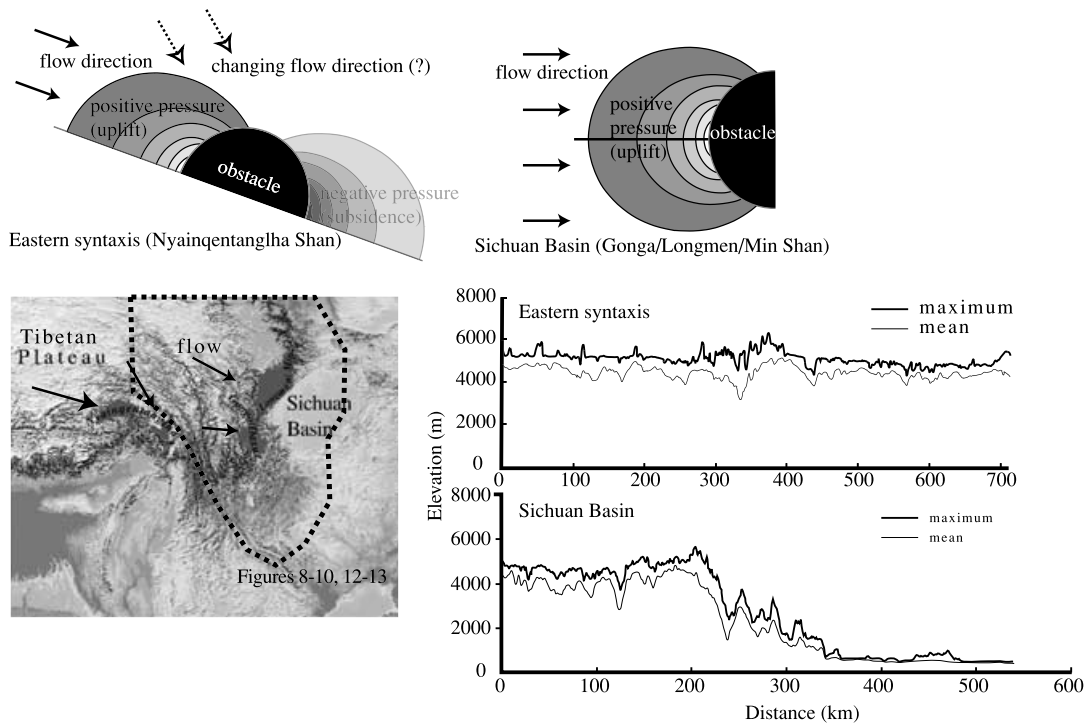 flow direction
changing flow direction (?)
positive pressure
(uplift)
obstacle
negative pressure
(subsidence)
Eastern syntaxis (Nyainqentanglha Shan)
flow direction
positive
pressure
(uplift)
obstacle
Sichuan Basin (Gonga/Longmen/Min Shan)
Tibetan
Plateau
flow
Sichuan
Basin
Figures 8-10, 12-13
Elevation (m)
8000
6000
4000
2000
0
Eastern syntaxis
maximum
mean
0 100 200 300 400 500 600 700
8000
6000
4000
2000
0
Sichuan Basin
maximum
mean
0 100 200 300 400 500 600
Distance (km)